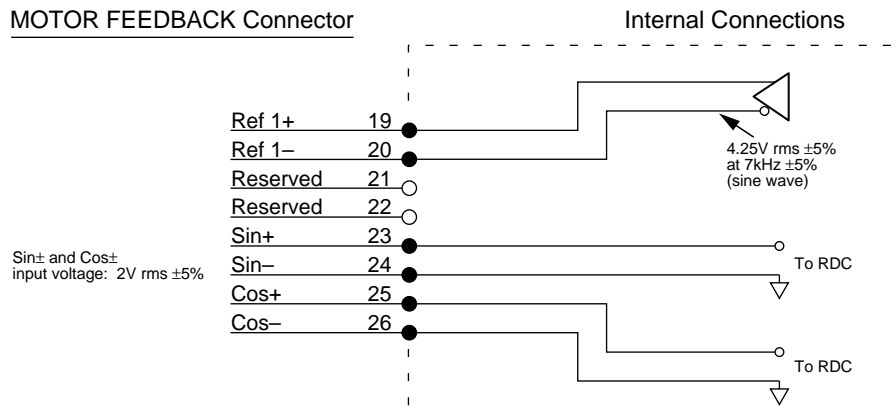 MOTOR FEEDBACK Connector
Internal Connections
Ref 1+ 19
Ref 1– 20
Reserved 21
Reserved 22
Sin+ 23
Sin– 24
Cos+ 25
Cos– 26
4.25V rms ±5%
at 7kHz ±5%
(sine wave)
Sin± and Cos±
input voltage: 2V rms ±5%
To RDC
To RDC